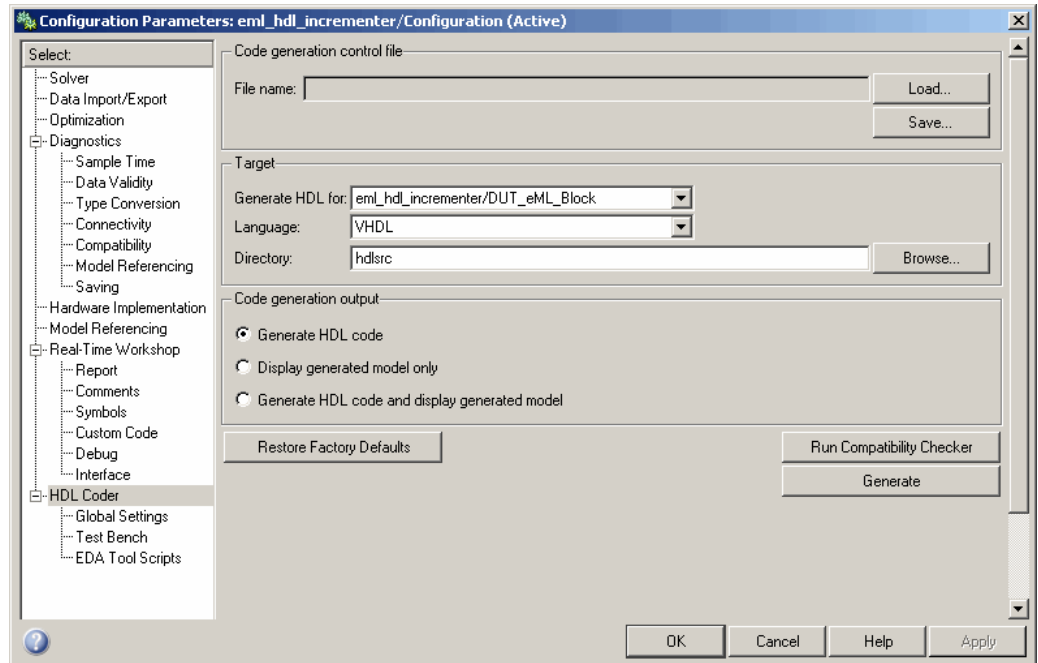 Configuration Parameters: eml_hdl_incrementer/Configuration (Active)
Select:
Solver
Data Import/Export
Optimization
Diagnostics
Sample Time
Data Validity
Type Conversion
Connectivity
Compatibility
Model Referencing
Saving
Hardware Implementation
Model Referencing
Real-Time Workshop
Report
Comments
Symbols
Custom Code
Debug
Interface
HDL Coder
Global Settings
Test Bench
EDA Tool Scripts
Code generation control file
File name:
Load...
Save...
Target
Generate HDL for: eml_hdl_incrementer/DUT_eML_Block
Language: VHDL
Directory: hdlsrc Browse...
Code generation output
Generate HDL code
Display generated model only
Generate HDL code and display generated model
Restore Factory Defaults Run Compatibility Checker
Generate
OK Cancel Help Apply